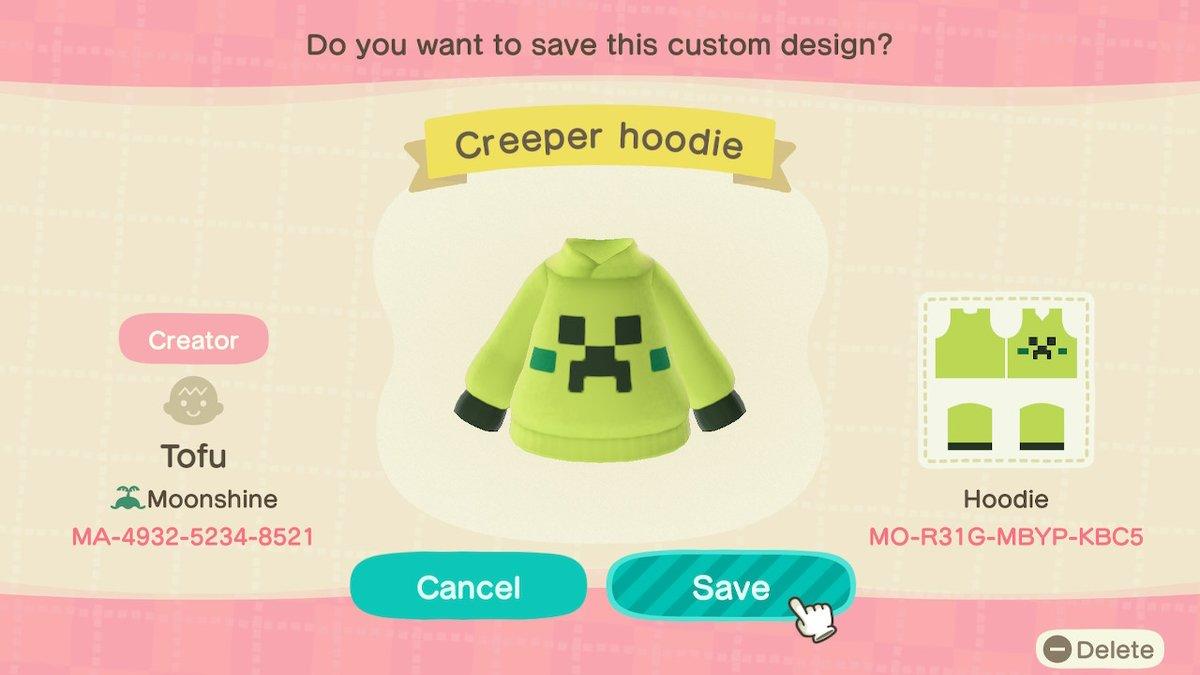 Do you want to save this custom design?
Creeper hoodie
Creator
Tofu
Moonshine
MA-4932-5234-8521
Hoodie
MO-R31G-MBYP-KBC5
Cancel
Save
Delete